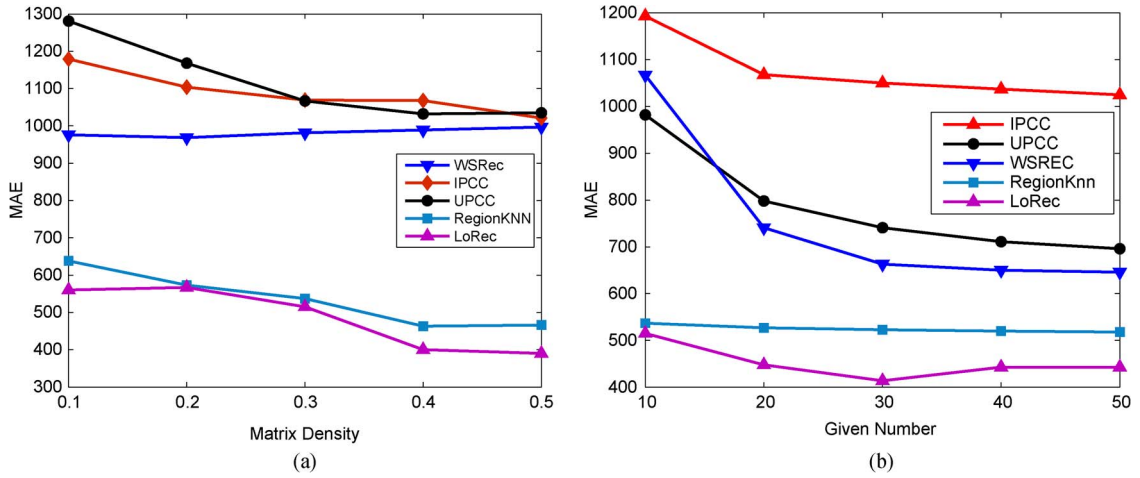 1300
1200
1100
1000
900
800
700
600
500
400
300
MAE
0.1 0.2 0.3 0.4 0.5
Matrix Density
WSRec
IPCC
UPCC
RegionKNN
LoRec
(a)
1200
1100
1000
900
800
700
600
500
400
MAE
10 20 30 40 50
Given Number
IPCC
UPCC
WSREC
RegionKnn
LoRec
(b)